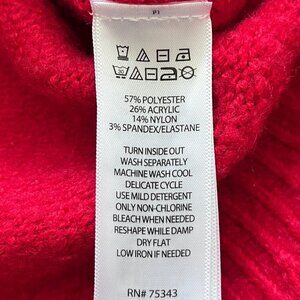 30
57% POLYESTER
26% ACRYLIC
14% NYLON
3% SPANDEX/ELASTANE
TURN INSIDE OUT
WASH SEPARATELY
MACHINE WASH COOL
DELICATE CYCLE
USE MILD DETERGENT
ONLY NON-CHLORINE
BLEACH WHEN NEEDED
RESHAPE WHILE DAMP
DRY FLAT
LOW IRON IF NEEDED
RN# 75343